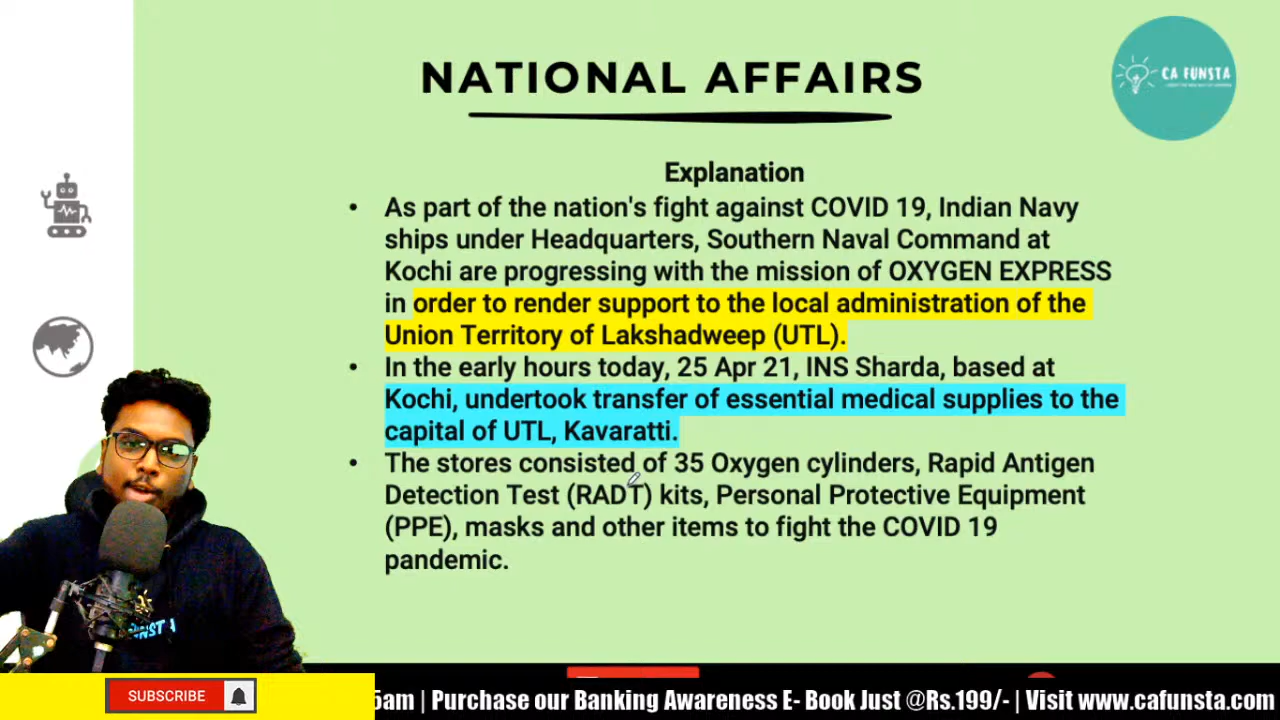 NATIONAL AFFAIRS
CA FUNSTA
Explanation
• As part of the nation's fight against COVID 19, Indian Navy
ships under Headquarters, Southern Naval Command at
Kochi are progressing with the mission of OXYGEN EXPRESS
in order to render support to the local administration of the
Union Territory of Lakshadweep (UTL).
• In the early hours today, 25 Apr 21, INS Sharda, based at
Kochi, undertook transfer of essential medical supplies to the
capital of UTL, Kavaratti.
• The stores consisted of 35 Oxygen cylinders, Rapid Antigen
Detection Test (RADT) kits, Personal Protective Equipment
(PPE), masks and other items to fight the COVID 19
pandemic.
SUBSCRIBE
5am | Purchase our Banking Awareness E- Book Just @Rs.199/- | Visit www.cafunsta.com